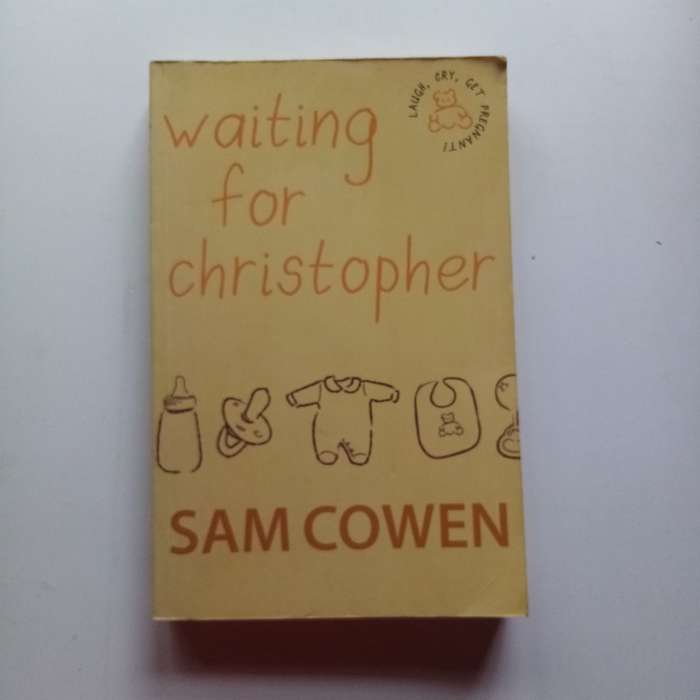 waiting
for
christopher
LAUGH, CRY, GET PREGNANT!
SAM COWEN